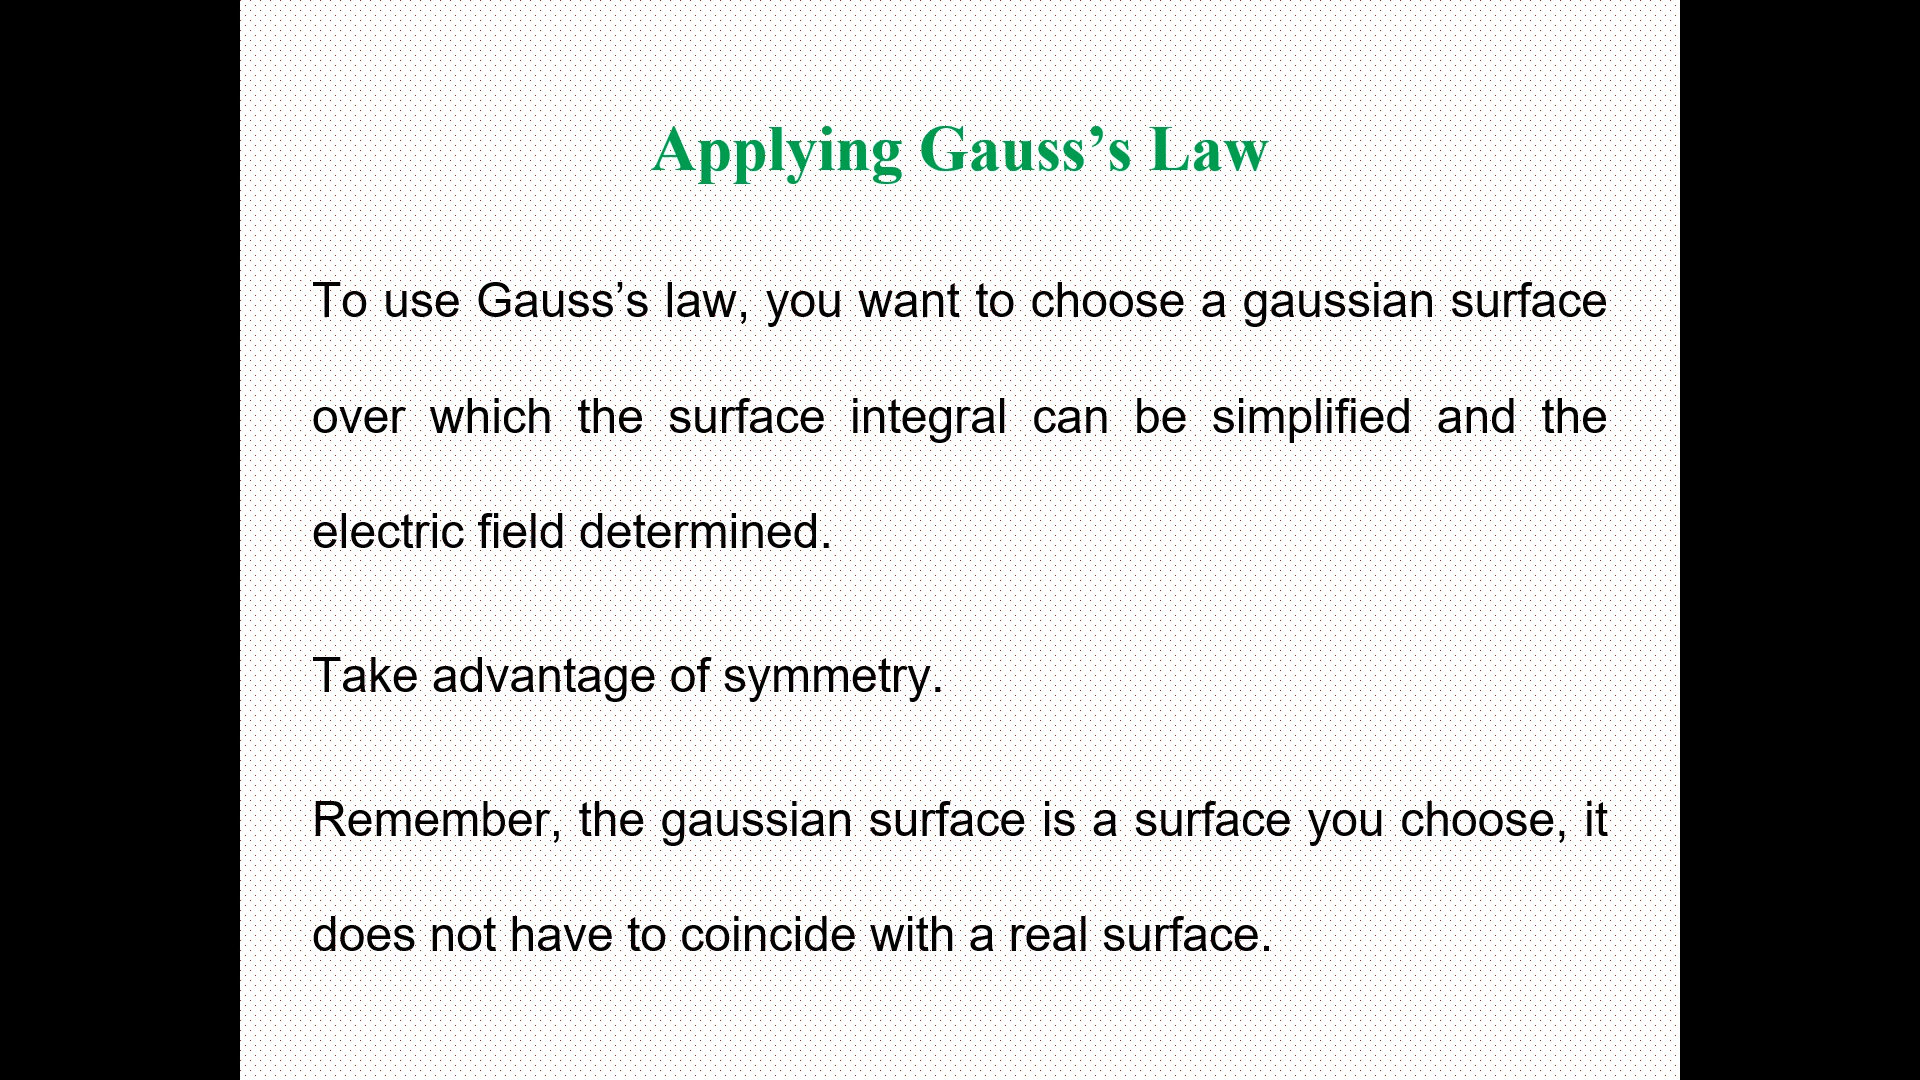 Applying Gauss’s Law
To use Gauss’s law, you want to choose a gaussian surface
over which the surface integral can be simplified and the
electric field determined.
Take advantage of symmetry.
Remember, the gaussian surface is a surface you choose, it
does not have to coincide with a real surface.